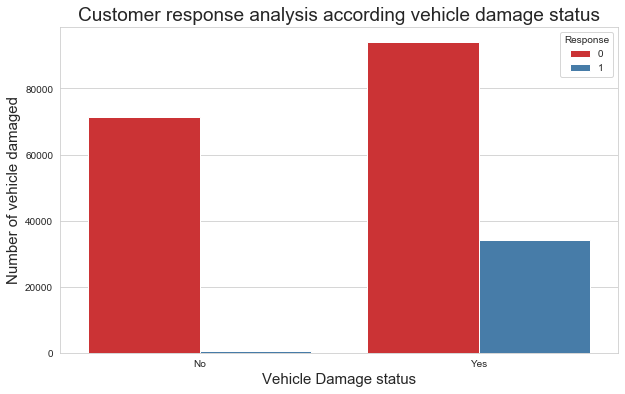 Customer response analysis according vehicle damage status
Response
0
1
Number of vehicle damaged
80000
60000
40000
20000
0
No
Yes
Vehicle Damage status